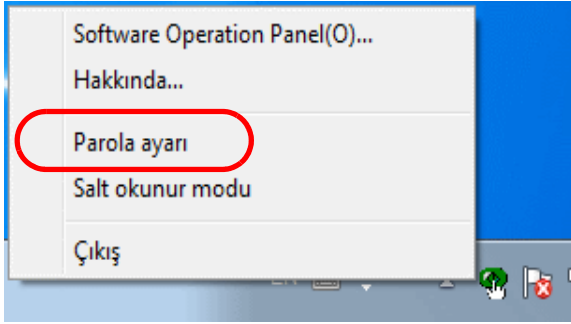 Software Operation Panel(O)...
Hakkında...
Parola ayarı
Salt okunur modu
Çıkış